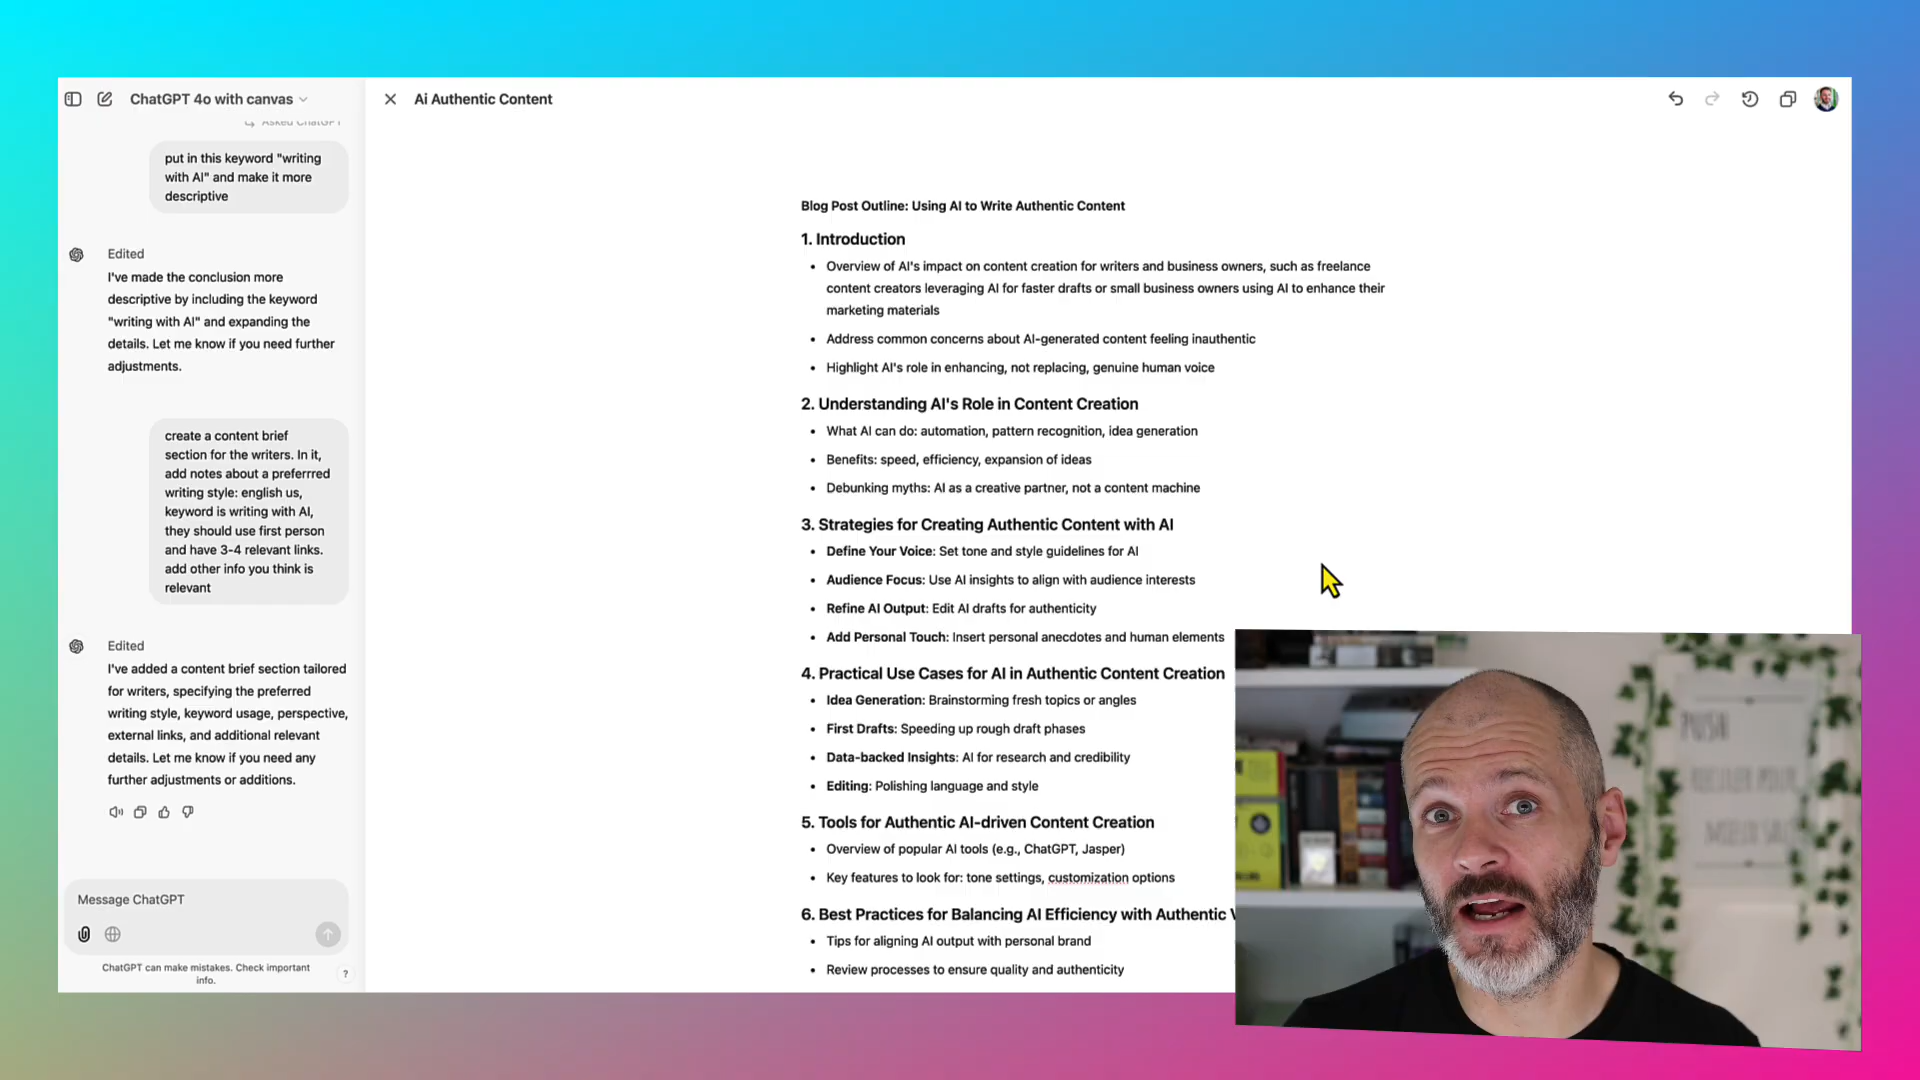 ChatGPT 4o with canvas
Asked ChatGPT
put in this keyword "writing
with AI" and make it more
descriptive
Edited
I've made the conclusion more
descriptive by including the keyword
"writing with AI" and expanding the
details. Let me know if you need further
adjustments.
create a content brief
section for the writers. In it,
add notes about a preferrred
writing style: english us,
keyword is writing with AI,
they should use first person
and have 3-4 relevant links.
add other info you think is
relevant
Edited
I've added a content brief section tailored
for writers, specifying the preferred
writing style, keyword usage, perspective,
external links, and additional relevant
details. Let me know if you need any
further adjustments or additions.
Message ChatGPT
ChatGPT can make mistakes. Check important
info.
?
Ai Authentic Content
Blog Post Outline: Using AI to Write Authentic Content
1. Introduction
• Overview of AI's impact on content creation for writers and business owners, such as freelance
content creators leveraging AI for faster drafts or small business owners using AI to enhance their
marketing materials
• Address common concerns about AI-generated content feeling inauthentic
• Highlight AI's role in enhancing, not replacing, genuine human voice
2. Understanding AI's Role in Content Creation
• What AI can do: automation, pattern recognition, idea generation
• Benefits: speed, efficiency, expansion of ideas
• Debunking myths: AI as a creative partner, not a content machine
3. Strategies for Creating Authentic Content with AI
• Define Your Voice: Set tone and style guidelines for AI
• Audience Focus: Use AI insights to align with audience interests
• Refine AI Output: Edit AI drafts for authenticity
• Add Personal Touch: Insert personal anecdotes and human elements
4. Practical Use Cases for AI in Authentic Content Creation
• Idea Generation: Brainstorming fresh topics or angles
• First Drafts: Speeding up rough draft phases
• Data-backed Insights: AI for research and credibility
• Editing: Polishing language and style
5. Tools for Authentic AI-driven Content Creation
• Overview of popular AI tools (e.g., ChatGPT, Jasper)
• Key features to look for: tone settings, customization options
6. Best Practices for Balancing AI Efficiency with Authentic
• Tips for aligning AI output with personal brand
• Review processes to ensure quality and authenticity
RECULER POUR
MIEUX